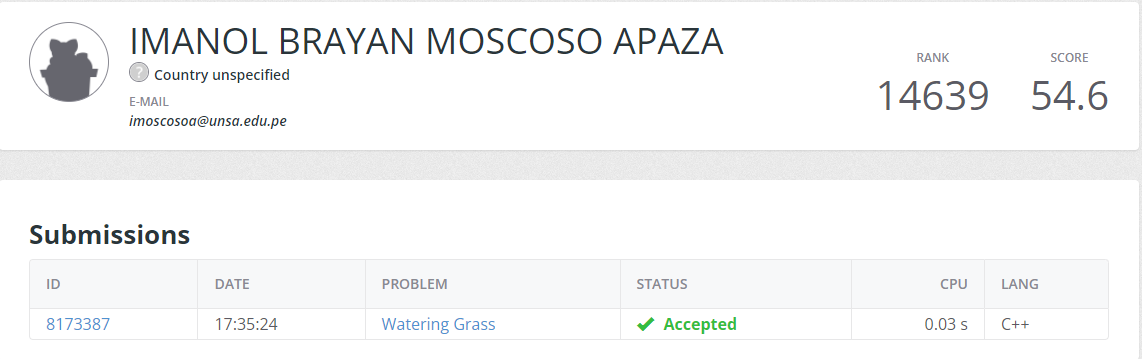 IMANOL BRAYAN MOSCOSO APAZA
? Country unspecified
E-MAIL
imoscosoa@unsa.edu.pe
RANK SCORE
14639 54.6
Submissions
ID DATE PROBLEM STATUS CPU LANG
8173387 17:35:24 Watering Grass Accepted 0.03 s C++